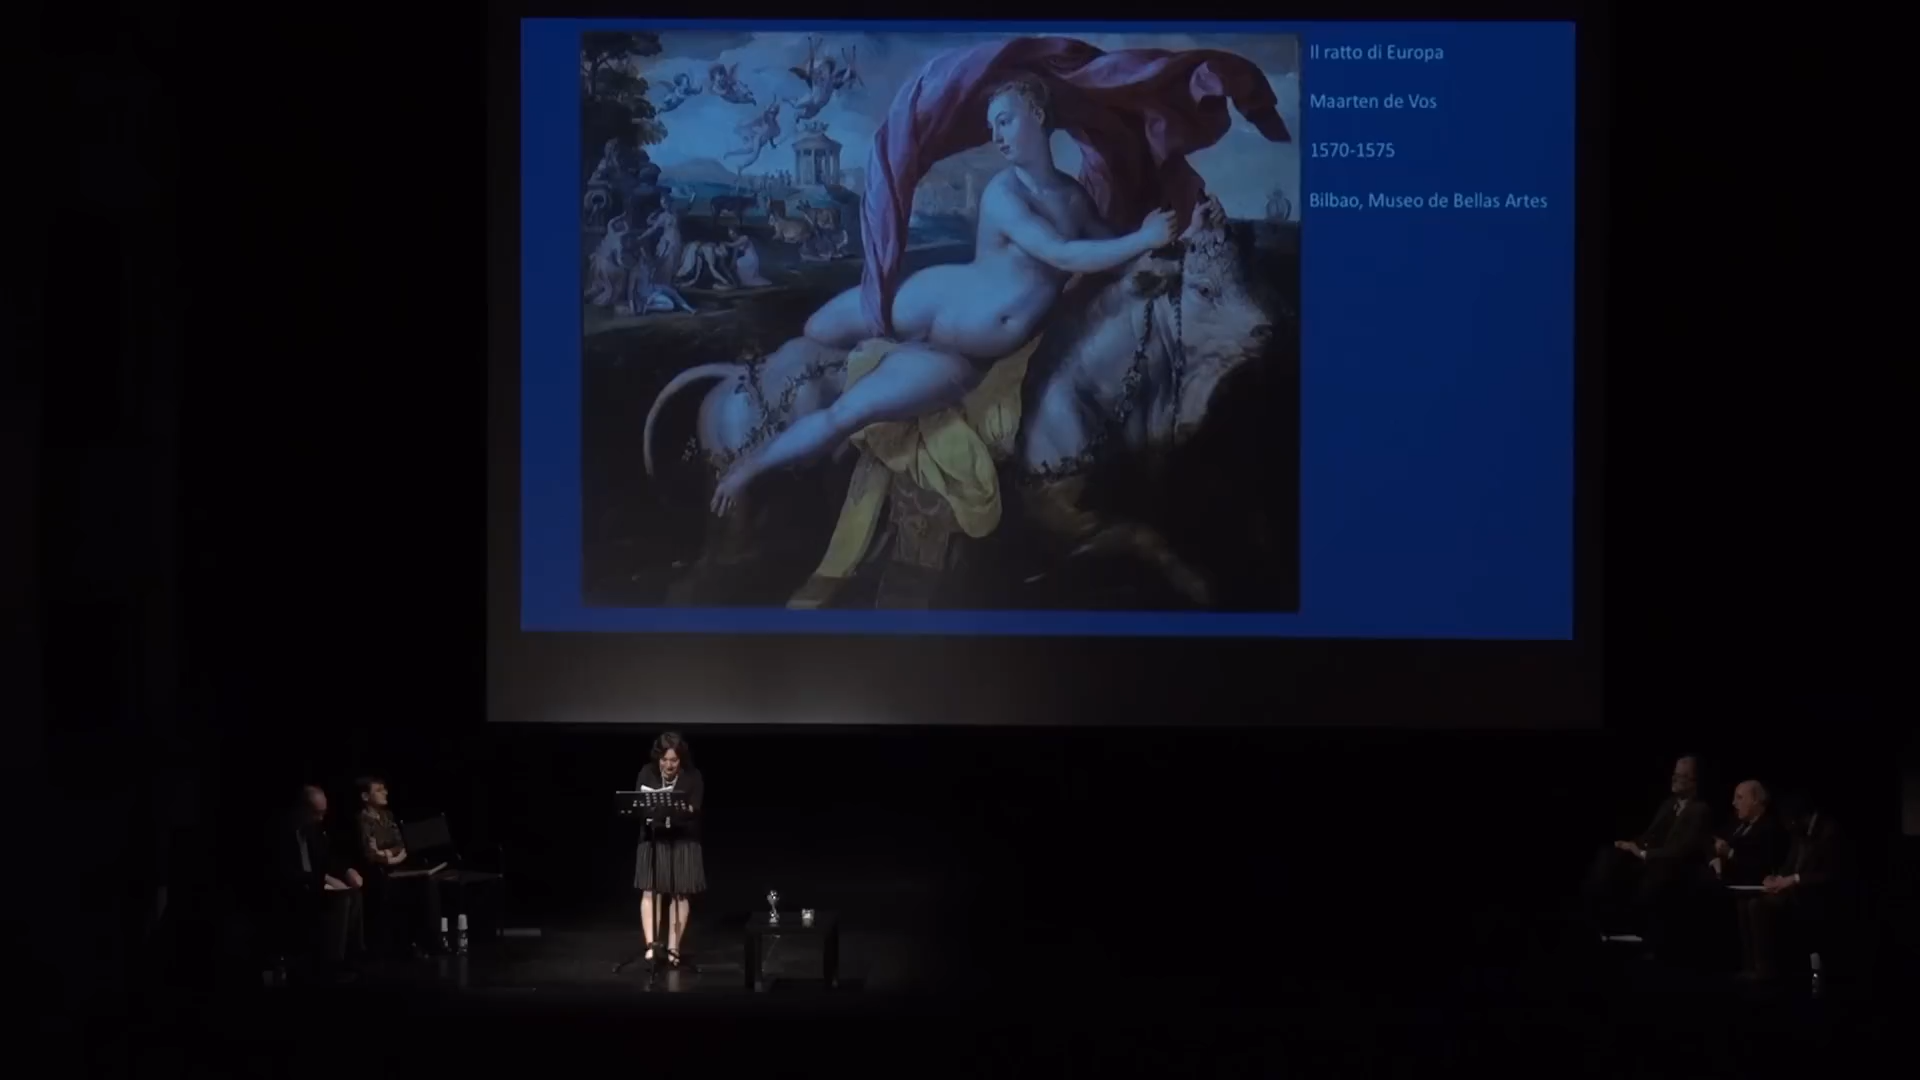 Il ratto di Europa
Maarten de Vos
1570-1575
Bilbao, Museo de Bellas Artes